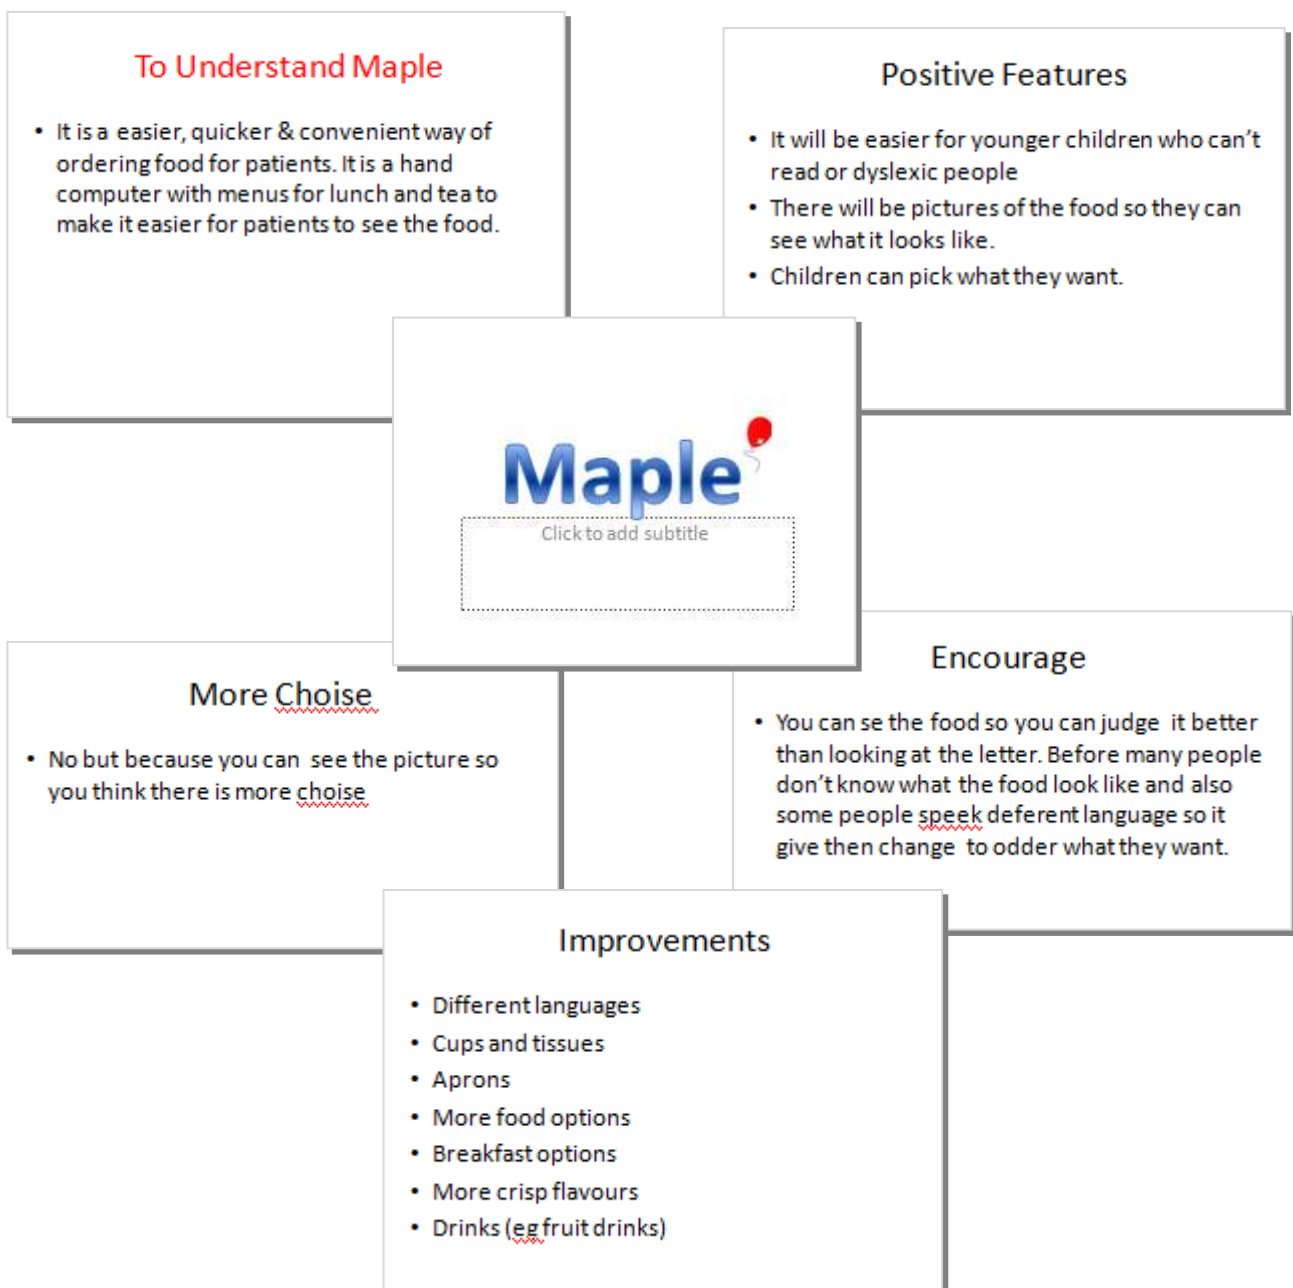 To Understand Maple
• It is a easier, quicker & convenient way of
ordering food for patients. It is a hand
computer with menus for lunch and tea to
make it easier for patients to see the food.
Positive Features
• It will be easier for younger children who can't
read or dyslexic people
• There will be pictures of the food so they can
see what it looks like.
• Children can pick what they want.
Maple
Click to add subtitle
More Choise
• No but because you can see the picture so
you think there is more choise
Encourage
• You can se the food so you can judge it better
than looking at the letter. Before many people
don't know what the food look like and also
some people speek deferent language so it
give then change to odder what they want.
Improvements
• Different languages
• Cups and tissues
• Aprons
• More food options
• Breakfast options
• More crisp flavours
• Drinks (eg fruit drinks)